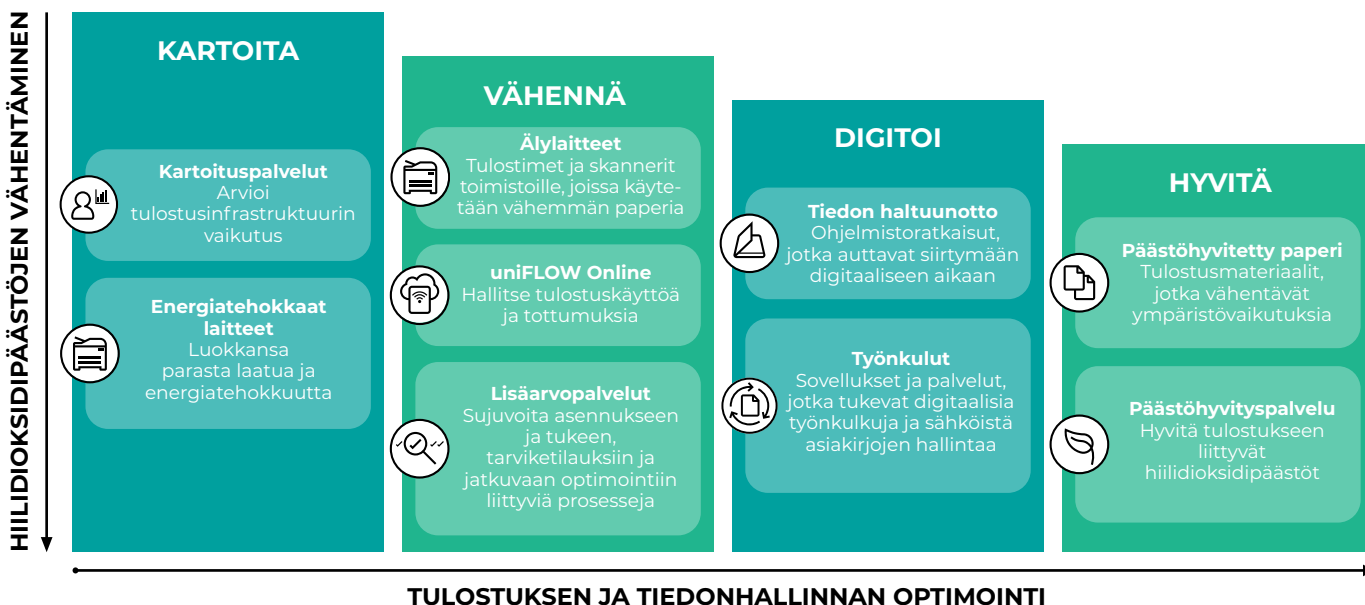 HIILIDIOKSIDIPÄÄSTÖJEN VÄHENTÄMINEN
KARTOITA
Kartoituspalvelut
Arvioi
tulostusinfrastruktuurin
vaikutus
Energiatehokkaat
laitteet
Luokkansa
parasta laatua ja
energiatehokkuutta
VÄHENNÄ
Älylaitteet
Tulostimet ja skannerit
toimistoille, joissa käyte-
tään vähemmän paperia
uniFLOW Online
Hallitse tulostuskäyttöä
ja tottumuksia
Lisäarvopalvelut
Sujuvoita asennukseen
ja tukeen,
tarviketilauksiin ja
jatkuvaan optimointiin
liittyviä prosesseja
DIGITOI
Tiedon haltuunotto
Ohjelmistoratkaisut,
jotka auttavat siirtymään
digitaaliseen aikaan
Työnkulut
Sovellukset ja palvelut,
jotka tukevat digitaalisia
työnkulkuja ja sähköistä
asiakirjojen hallintaa
HYVITÄ
Päästöhyvitetty paperi
Tulostusmateriaalit,
jotka vähentävät
ympäristövaikutuksia
Päästöhyvityspalvelu
Hyvitä tulostukseen
liittyvät
hiilidioksidipäästöt
TULOSTUKSEN JA TIEDONHALLINNAN OPTIMOINTI